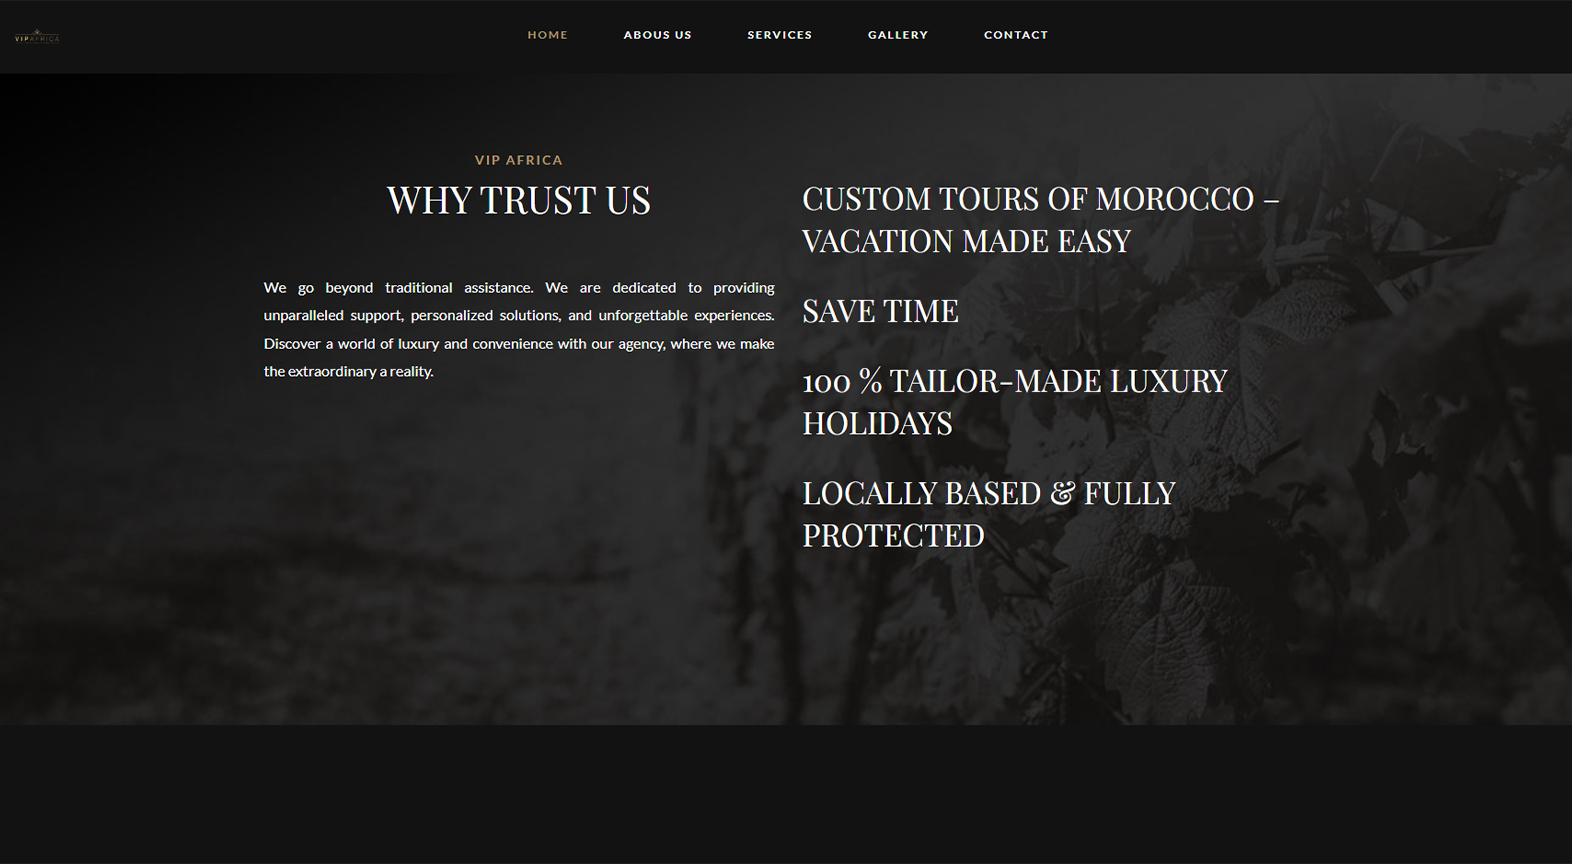 VIPAFRICA
HOME
ABOUS US
SERVICES
GALLERY
CONTACT
VIP AFRICA
WHY TRUST US
We go beyond traditional assistance. We are dedicated to providing
unparalleled support, personalized solutions, and unforgettable experiences.
Discover a world of luxury and convenience with our agency, where we make
the extraordinary a reality.
CUSTOM TOURS OF MOROCCO –
VACATION MADE EASY
SAVE TIME
100 % TAILOR-MADE LUXURY
HOLIDAYS
LOCALLY BASED & FULLY
PROTECTED